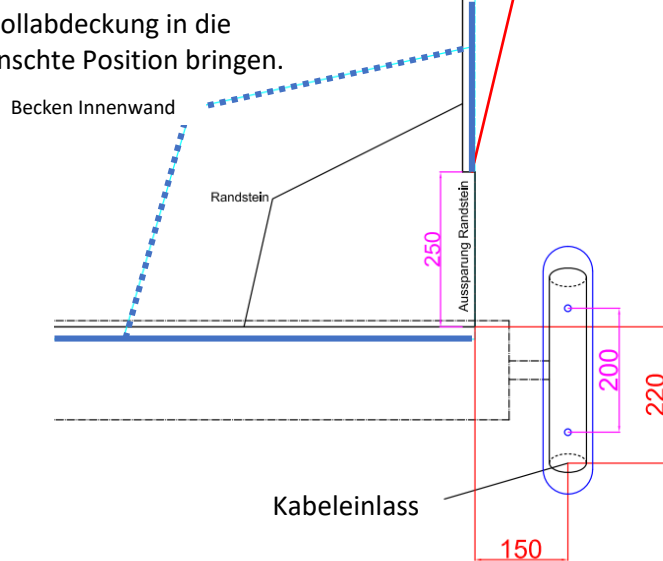 ollabdeckung in die
nschte Position bringen.
Becken Innenwand
Randstein
Aussparung Randstein
250
200
220
Kabeleinlass
150